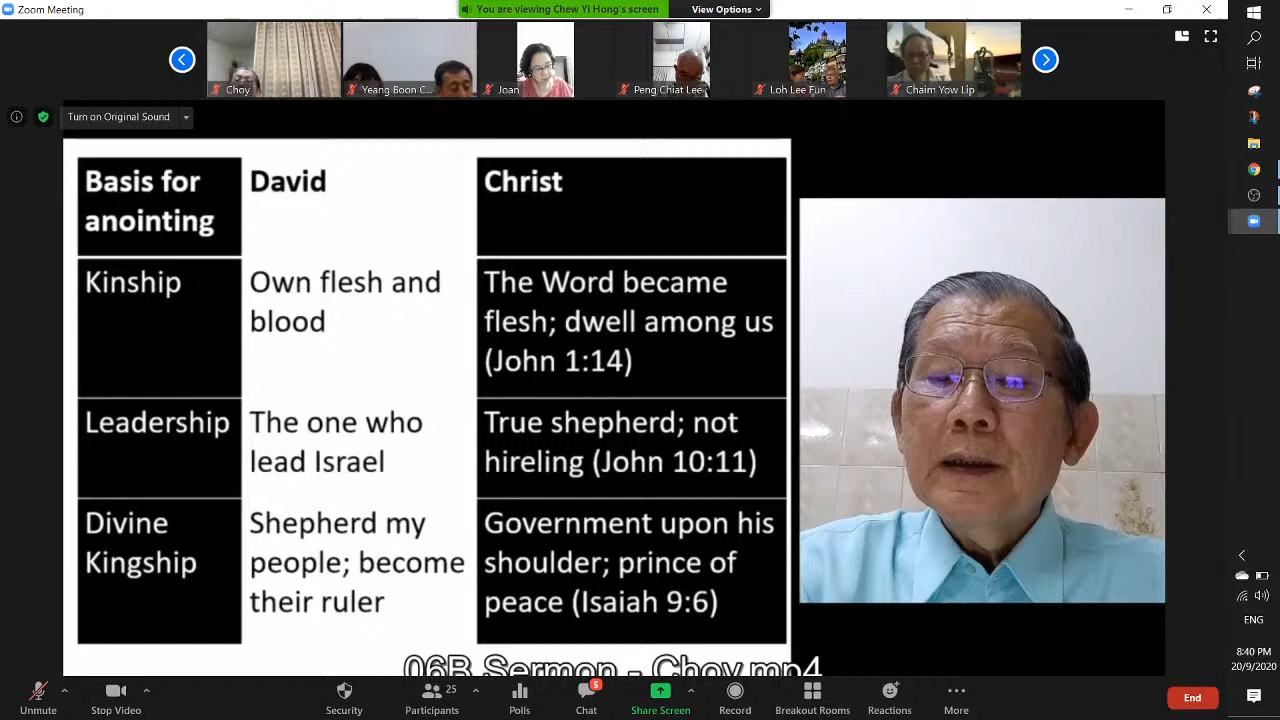 Zoom Meeting
You are viewing Chew Yi Hong's screen
View Options
Choy
Yeang Boon C...
Joan
Peng Chiat Lee
Loh Lee Fun
Chaim Yow Lip
Turn on Original Sound
Basis for
anointing
David
Christ
Kinship
Own flesh and
blood
The Word became
flesh; dwell among us
(John 1:14)
Leadership
The one who
lead Israel
True shepherd; not
hireling (John 10:11)
Divine
Kingship
Shepherd my
people; become
their ruler
Government upon his
shoulder; prince of
peace (Isaiah 9:6)
06B Sermon - Choy.mp4
ENG
8:40 PM
20/9/2020
Unmute
Stop Video
Security
Participants
25
Polls
Chat
5
Share Screen
Record
Breakout Rooms
Reactions
More
End